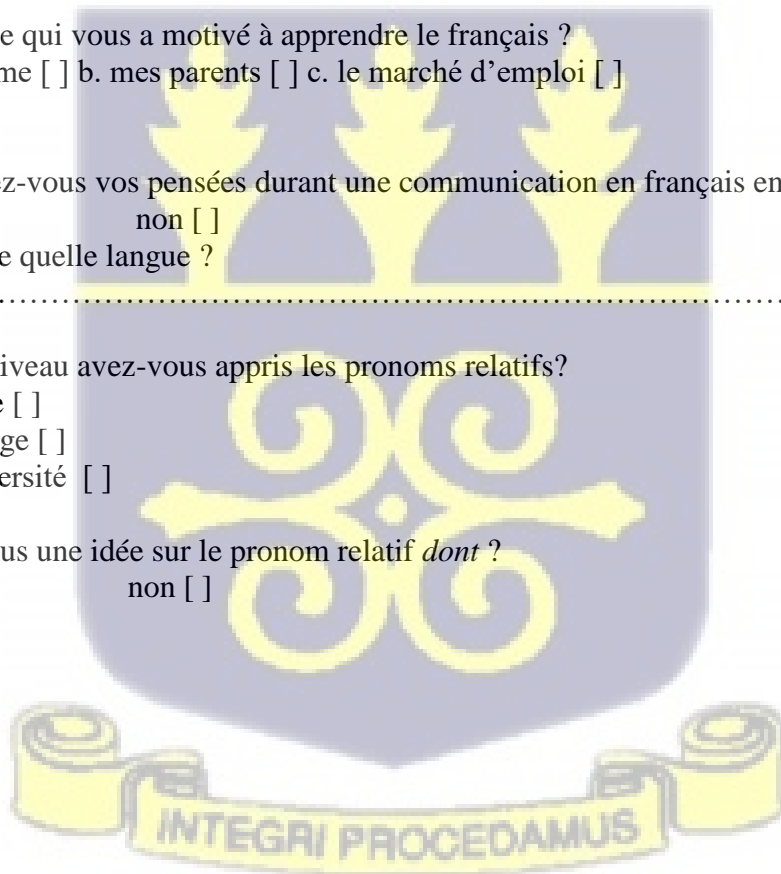 e qui vous a motivé à apprendre le français ?
me [ ] b. mes parents [ ] c. le marché d'emploi [ ]
ez-vous vos pensées durant une communication en français en
non [ ]
e quelle langue ?
………………………………………………………………………
iveau avez-vous appris les pronoms relatifs?
e [ ]
ge [ ]
ersité [ ]
us une idée sur le pronom relatif dont ?
non [ ]
INTEGRI PROCEDAMUS